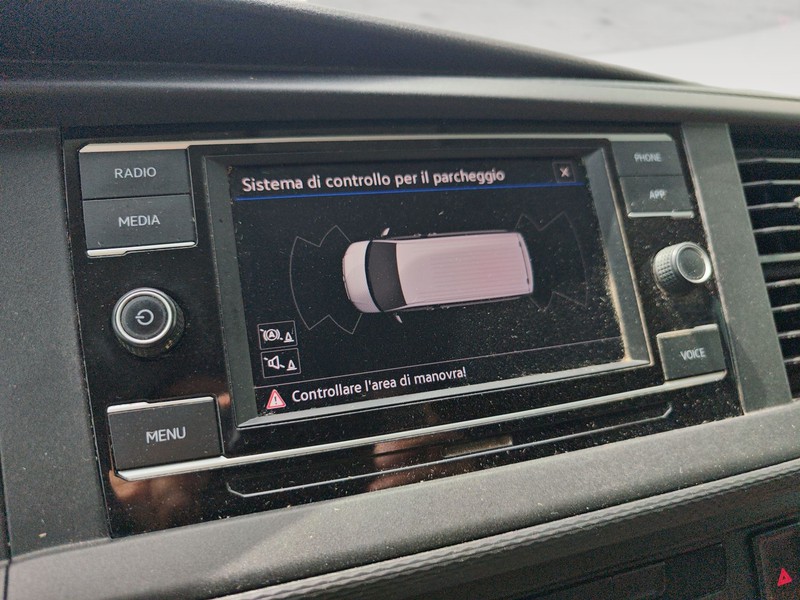 RADIO
MEDIA
MENU
Sistema di controllo per il parcheggio
X
(A)
Controllare l'area di manovra!
PHONE
APP
VOICE